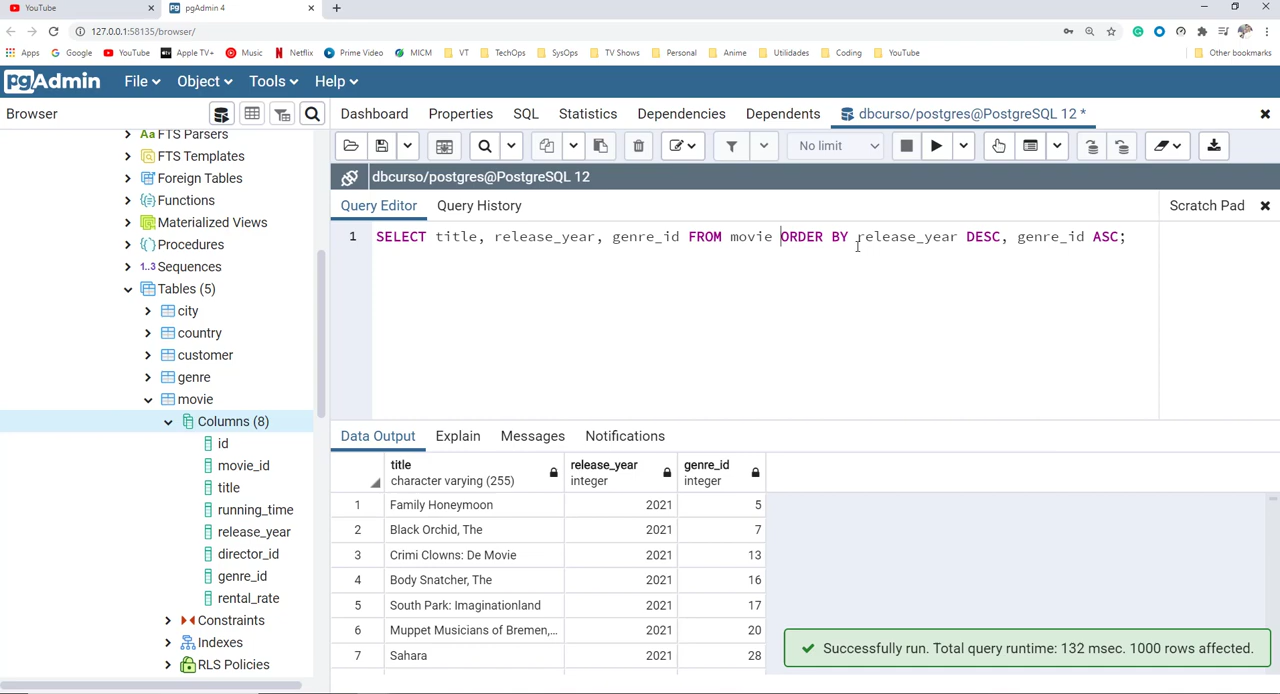 YouTube
pgAdmin 4
127.0.0.1:58135/browser/
Apps Google YouTube Apple TV+ Music Netflix Prime Video MICM VT TechOps SysOps TV Shows Personal Anime Utilidades Coding YouTube Other bookmarks
pgAdmin File Object Tools Help
Browser
Dashboard Properties SQL Statistics Dependencies Dependents dbcurso/postgres@PostgreSQL 12 *
No limit
dbcurso/postgres@PostgreSQL 12
Query Editor Query History Scratch Pad
1 SELECT title, release_year, genre_id FROM movie ORDER BY release_year DESC, genre_id ASC;
Aa FTS Parsers
FTS Templates
Foreign Tables
Functions
Materialized Views
Procedures
1..3 Sequences
Tables (5)
city
country
customer
genre
movie
Columns (8)
id
movie_id
title
running_time
release_year
director_id
genre_id
rental_rate
Constraints
Indexes
RLS Policies
Data Output Explain Messages Notifications
title release_year genre_id
character varying (255) integer integer
1 Family Honeymoon 2021 5
2 Black Orchid, The 2021 7
3 Crimi Clowns: De Movie 2021 13
4 Body Snatcher, The 2021 16
5 South Park: Imaginationland 2021 17
6 Muppet Musicians of Bremen,... 2021 20
7 Sahara 2021 28
Successfully run. Total query runtime: 132 msec. 1000 rows affected.